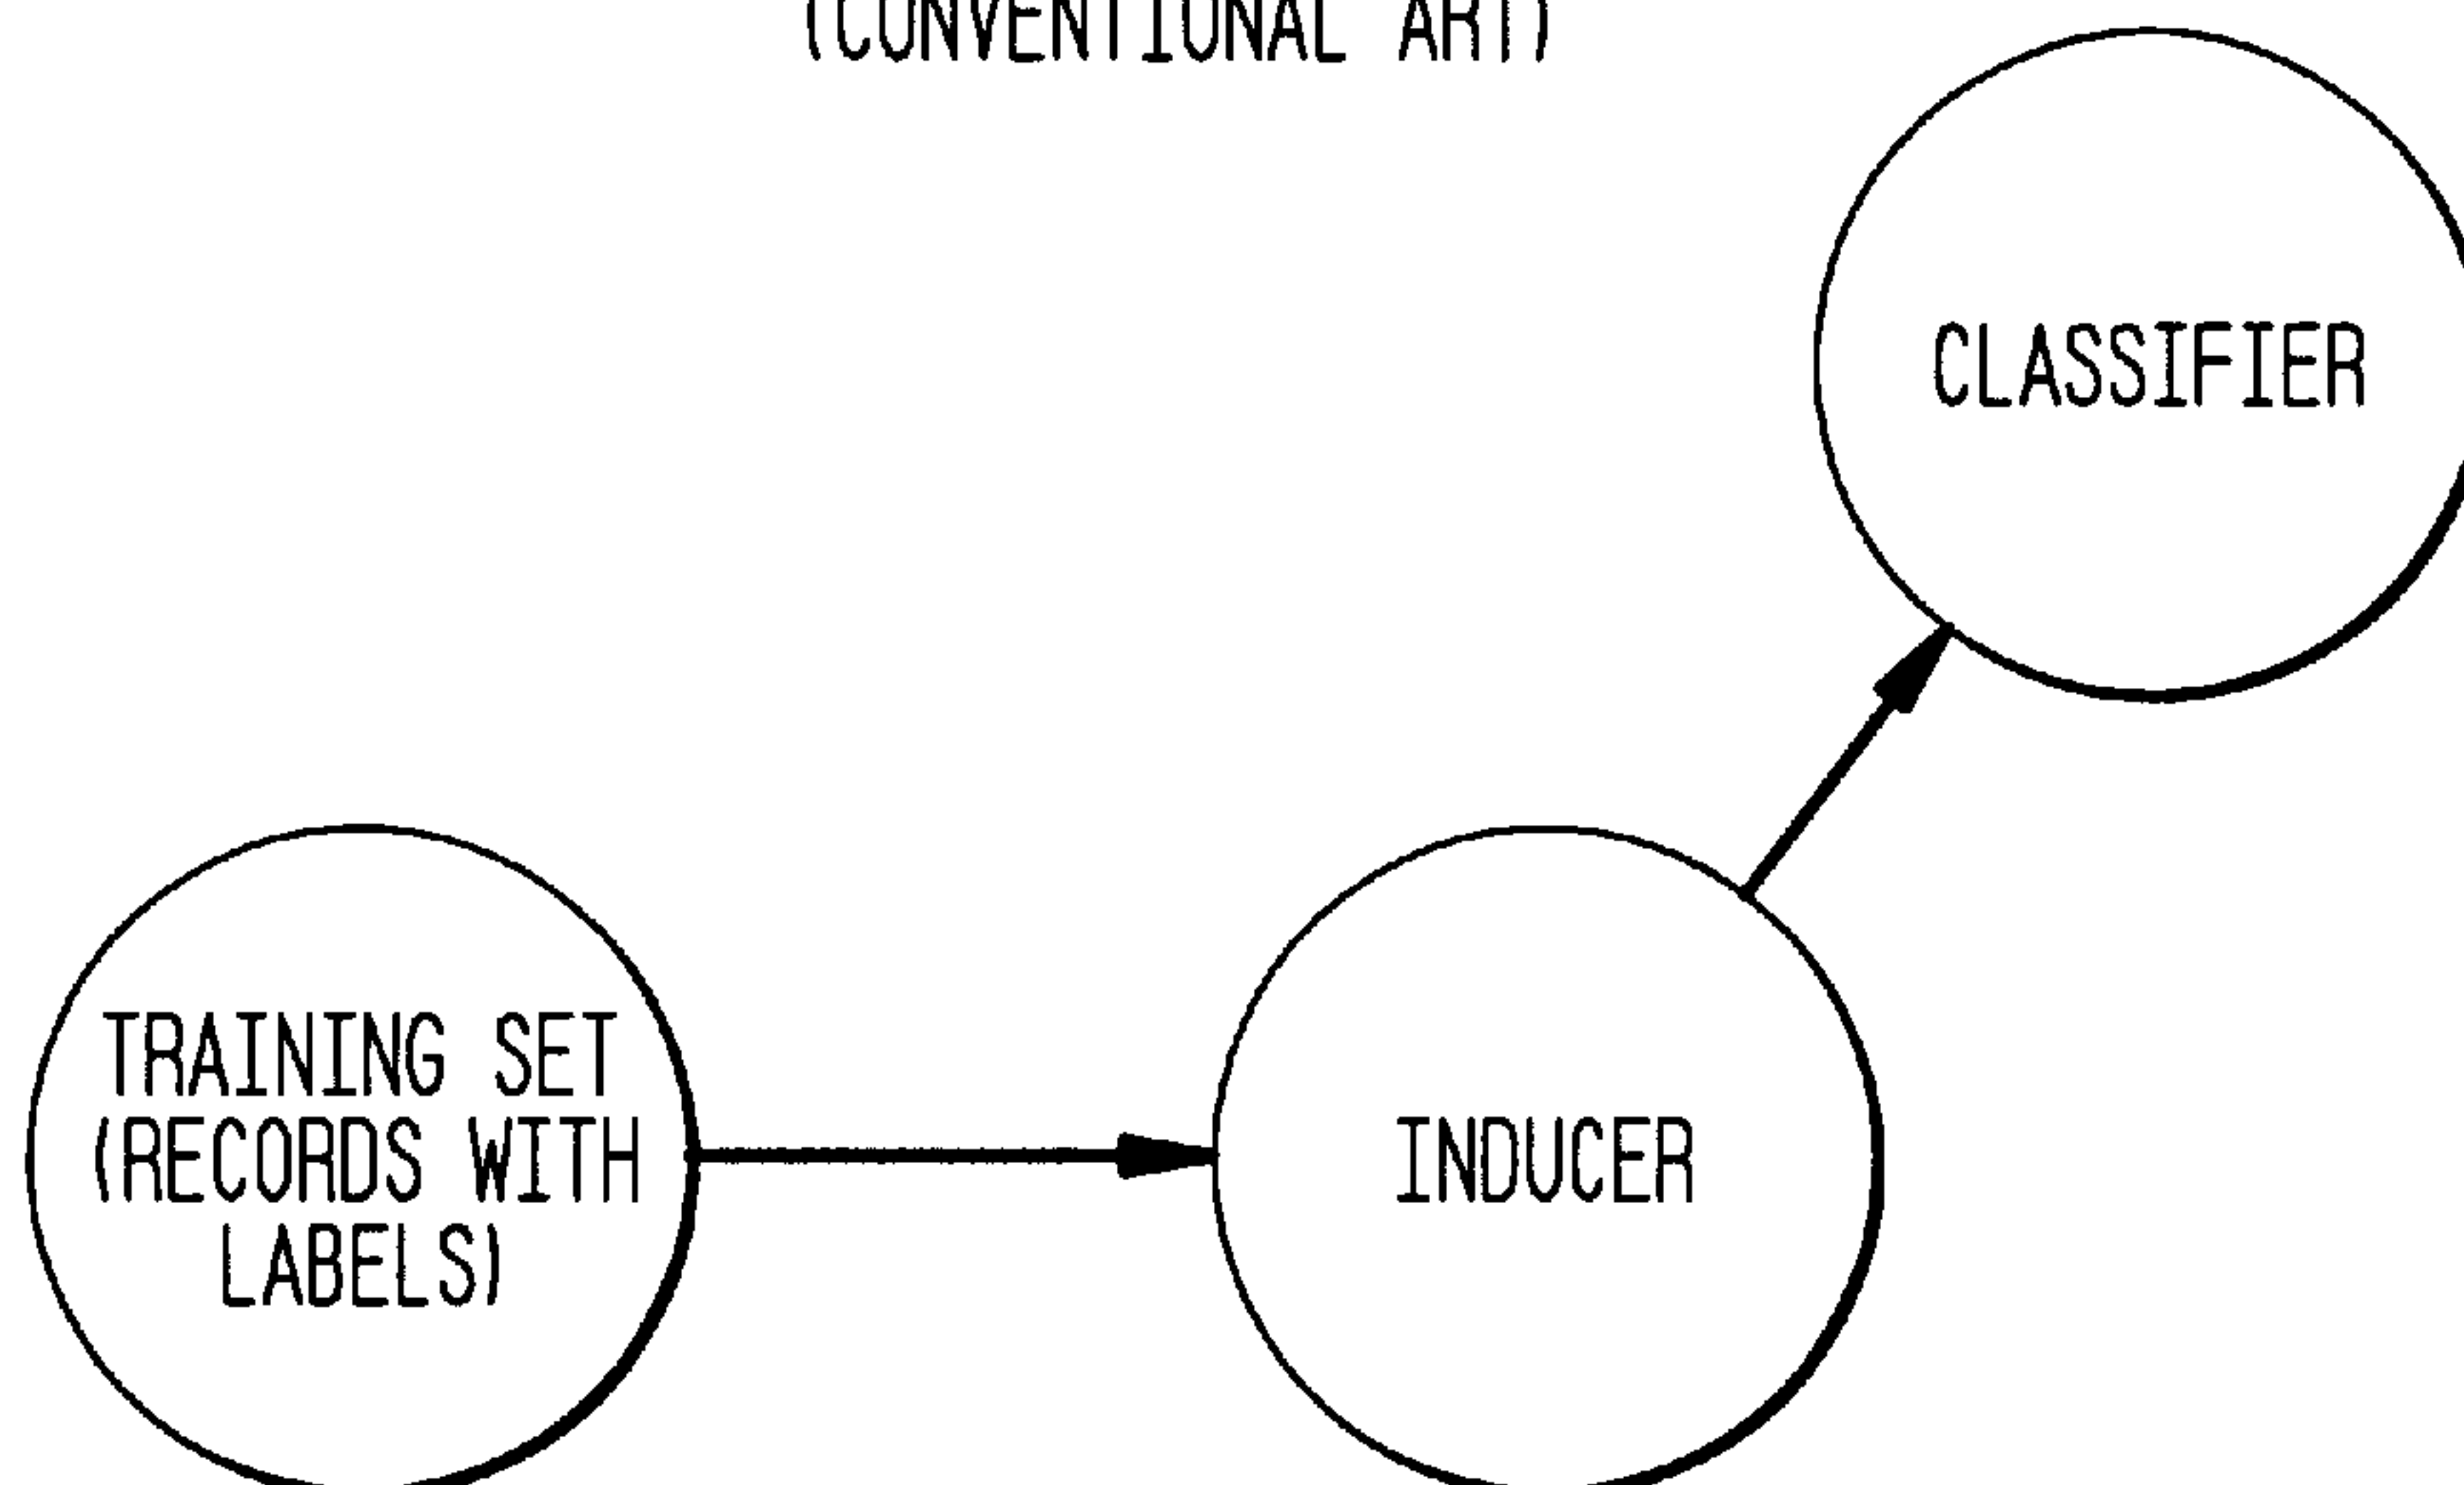 (CONVENTIONAL ART)
CLASSIFIER
TRAINING SET
(RECORDS WITH
LABELS)
INDUCER